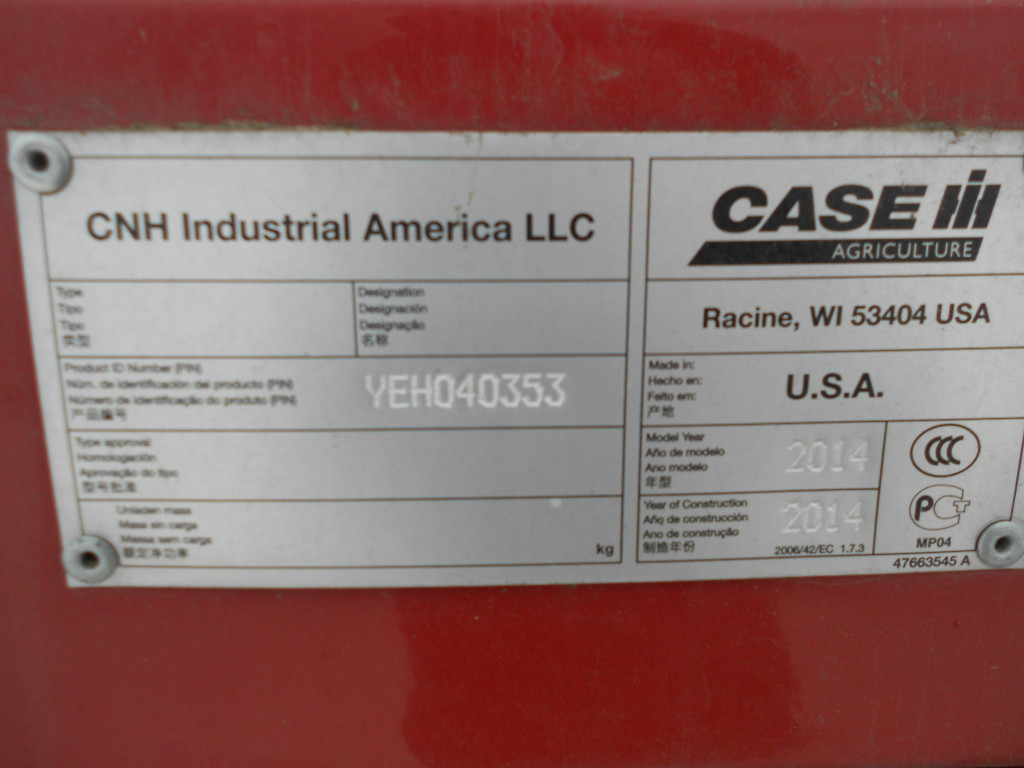 CNH Industrial America LLC
Type
Tipo
Tipo
类型
Designation
Designación
Designação
名称
Product ID Number (PIN)
Núm. de identificación del producto (PIN)
Número de identificação do produto (PIN)
产品编号
YEH040353
Type approval
Homologación
Aprovação do tipo
型号批准
Unladen mass
Masa sin carga
Massa sem carga
额定净功率
kg
CASE IH
AGRICULTURE
Racine, WI 53404 USA
Made in:
Hecho en:
Feito em:
产地
U.S.A.
Model Year
Año de modelo
Ano modelo
年型
2014
Year of Construction
Año de construcción
Ano de construção
制造年份
2014
2006/42/EC 1.7.3
CCC
PCT
MP04
47663545 A